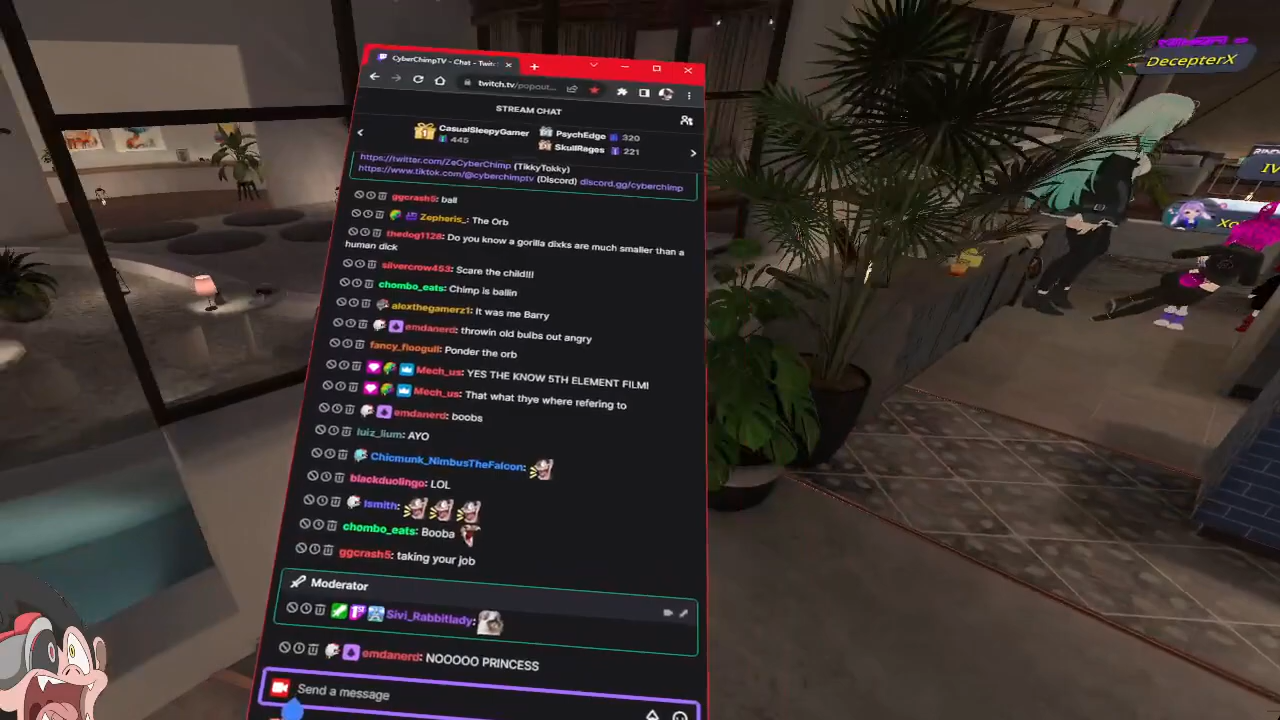 DecepterX
CyberChimpTV - Chat - Twitc
twitch.tv/popout...
STREAM CHAT
CasualSleepyGamer
445
PsychEdge 320
SkullRages 221
https://twitter.com/ZeCyberChimp (TikkyTokky)
https://www.tiktok.com/@cyberchimptv (Discord) discord.gg/cyberchimp
ggcrash5: ball
Zepheris_: The Orb
thedog1128: Do you know a gorilla dixks are much smaller than a
human dick
silvercrow453: Scare the child!!!
chombo_eats: Chimp is ballin
alexthegamerz1: It was me Barry
emdanerd: throwin old bulbs out angry
fancy_flooguil: Ponder the orb
Mech_us: YES THE KNOW 5TH ELEMENT FILM!
Mech_us: That what thye where refering to
emdanerd: boobs
luiz_lium: AYO
Chicmunk_NimbusTheFalcon:
blackduolingo: LOL
lsmith:
chombo_eats: Booba
ggcrash5: taking your job
Moderator
Sivi_Rabbitlady:
emdanerd: NOOOOO PRINCESS
Send a message